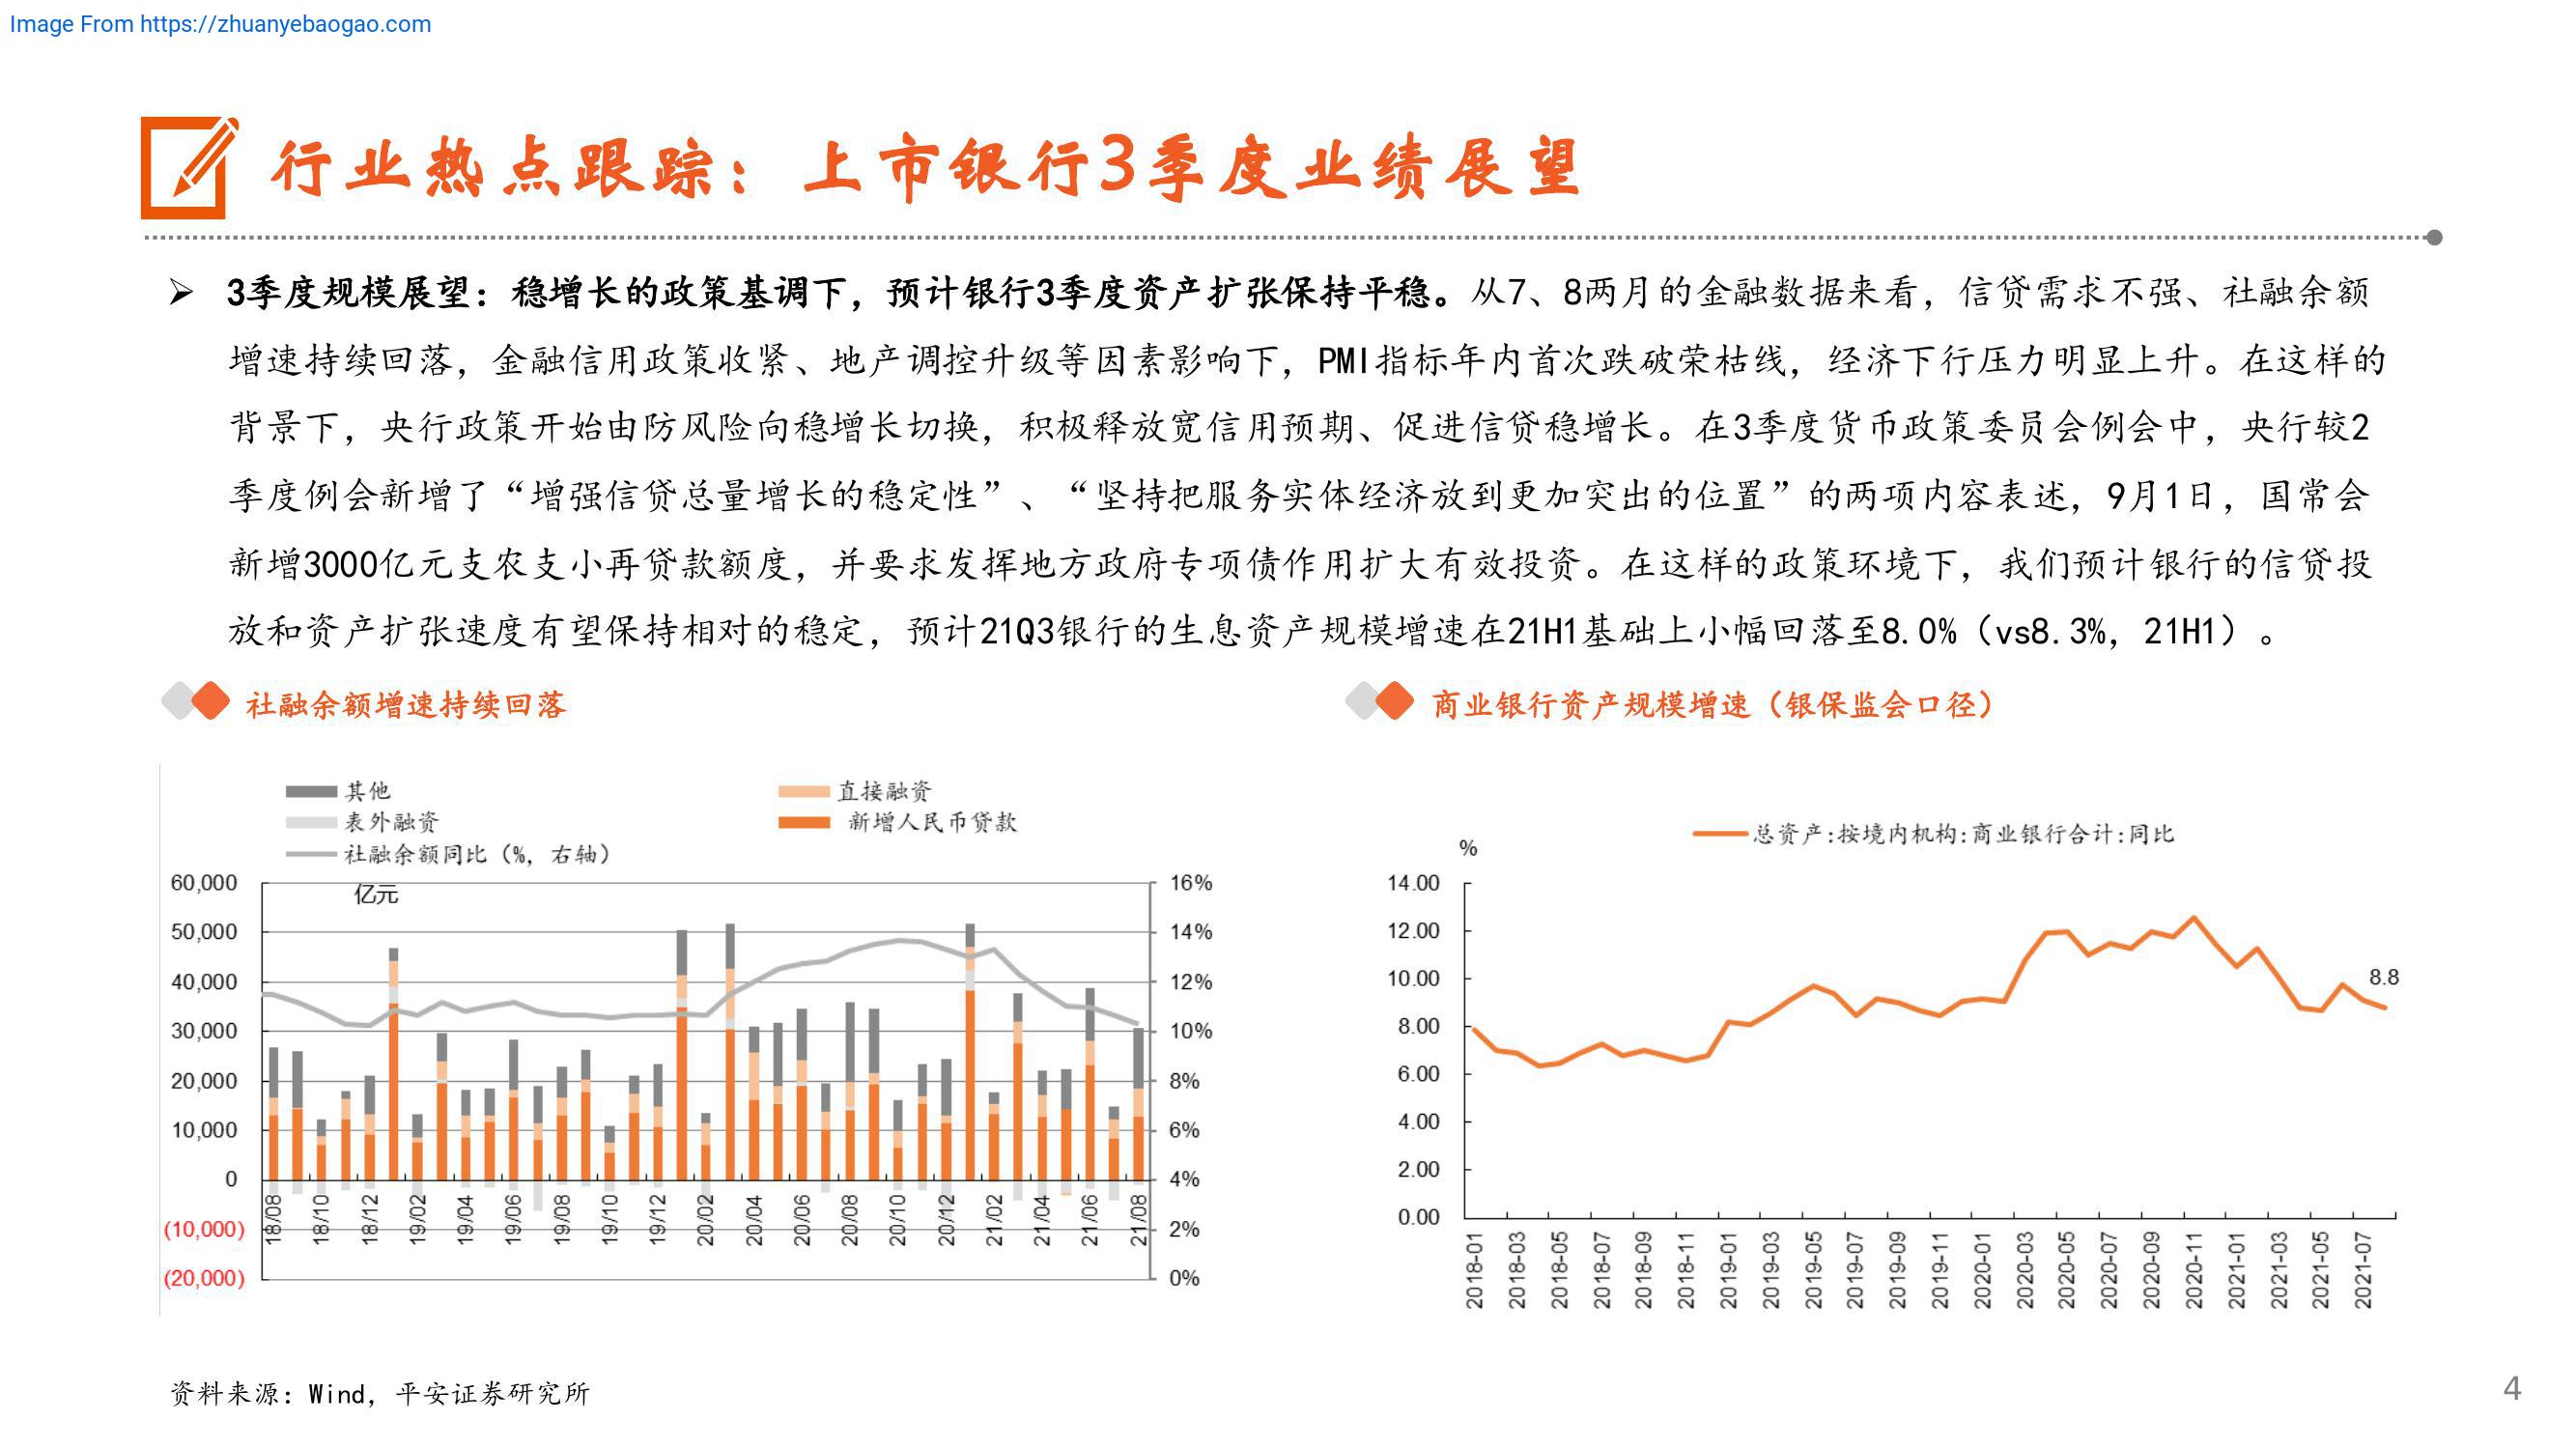 Image From https://zhuanyebaogao.com
行业热点跟踪：上市银行3季度业绩展望
➢ 3季度规模展望：稳增长的政策基调下，预计银行3季度资产扩张保持平稳。从7、8两月的金融数据来看，信贷需求不强、社融余额
增速持续回落，金融信用政策收紧、地产调控升级等因素影响下，PMI指标年内首次跌破荣枯线，经济下行压力明显上升。在这样的
背景下，央行政策开始由防风险向稳增长切换，积极释放宽信用预期、促进信贷稳增长。在3季度货币政策委员会例会中，央行较2
季度例会新增了“增强信贷总量增长的稳定性”、“坚持把服务实体经济放到更加突出的位置”的两项内容表述，9月1日，国常会
新增3000亿元支农支小再贷款额度，并要求发挥地方政府专项债作用扩大有效投资。在这样的政策环境下，我们预计银行的信贷投
放和资产扩张速度有望保持相对的稳定，预计21Q3银行的生息资产规模增速在21H1基础上小幅回落至8.0%（vs8.3%，21H1）。
社融余额增速持续回落
其他 直接融资
表外融资 新增人民币贷款
社融余额同比（%，右轴）
亿元
60,000
50,000
40,000
30,000
20,000
10,000
0
(10,000)
(20,000)
16%
14%
12%
10%
8%
6%
4%
2%
0%
18/08 18/10 18/12 19/02 19/04 19/06 19/08 19/10 19/12 20/02 20/04 20/06 20/08 20/10 20/12 21/02 21/04 21/06 21/08
商业银行资产规模增速（银保监会口径）
总资产:按境内机构:商业银行合计:同比
%
14.00
12.00
10.00
8.00
6.00
4.00
2.00
0.00
8.8
2018-01 2018-03 2018-05 2018-07 2018-09 2018-11 2019-01 2019-03 2019-05 2019-07 2019-09 2019-11 2020-01 2020-03 2020-05 2020-07 2020-09 2020-11 2021-01 2021-03 2021-05 2021-07
资料来源：Wind，平安证券研究所
4